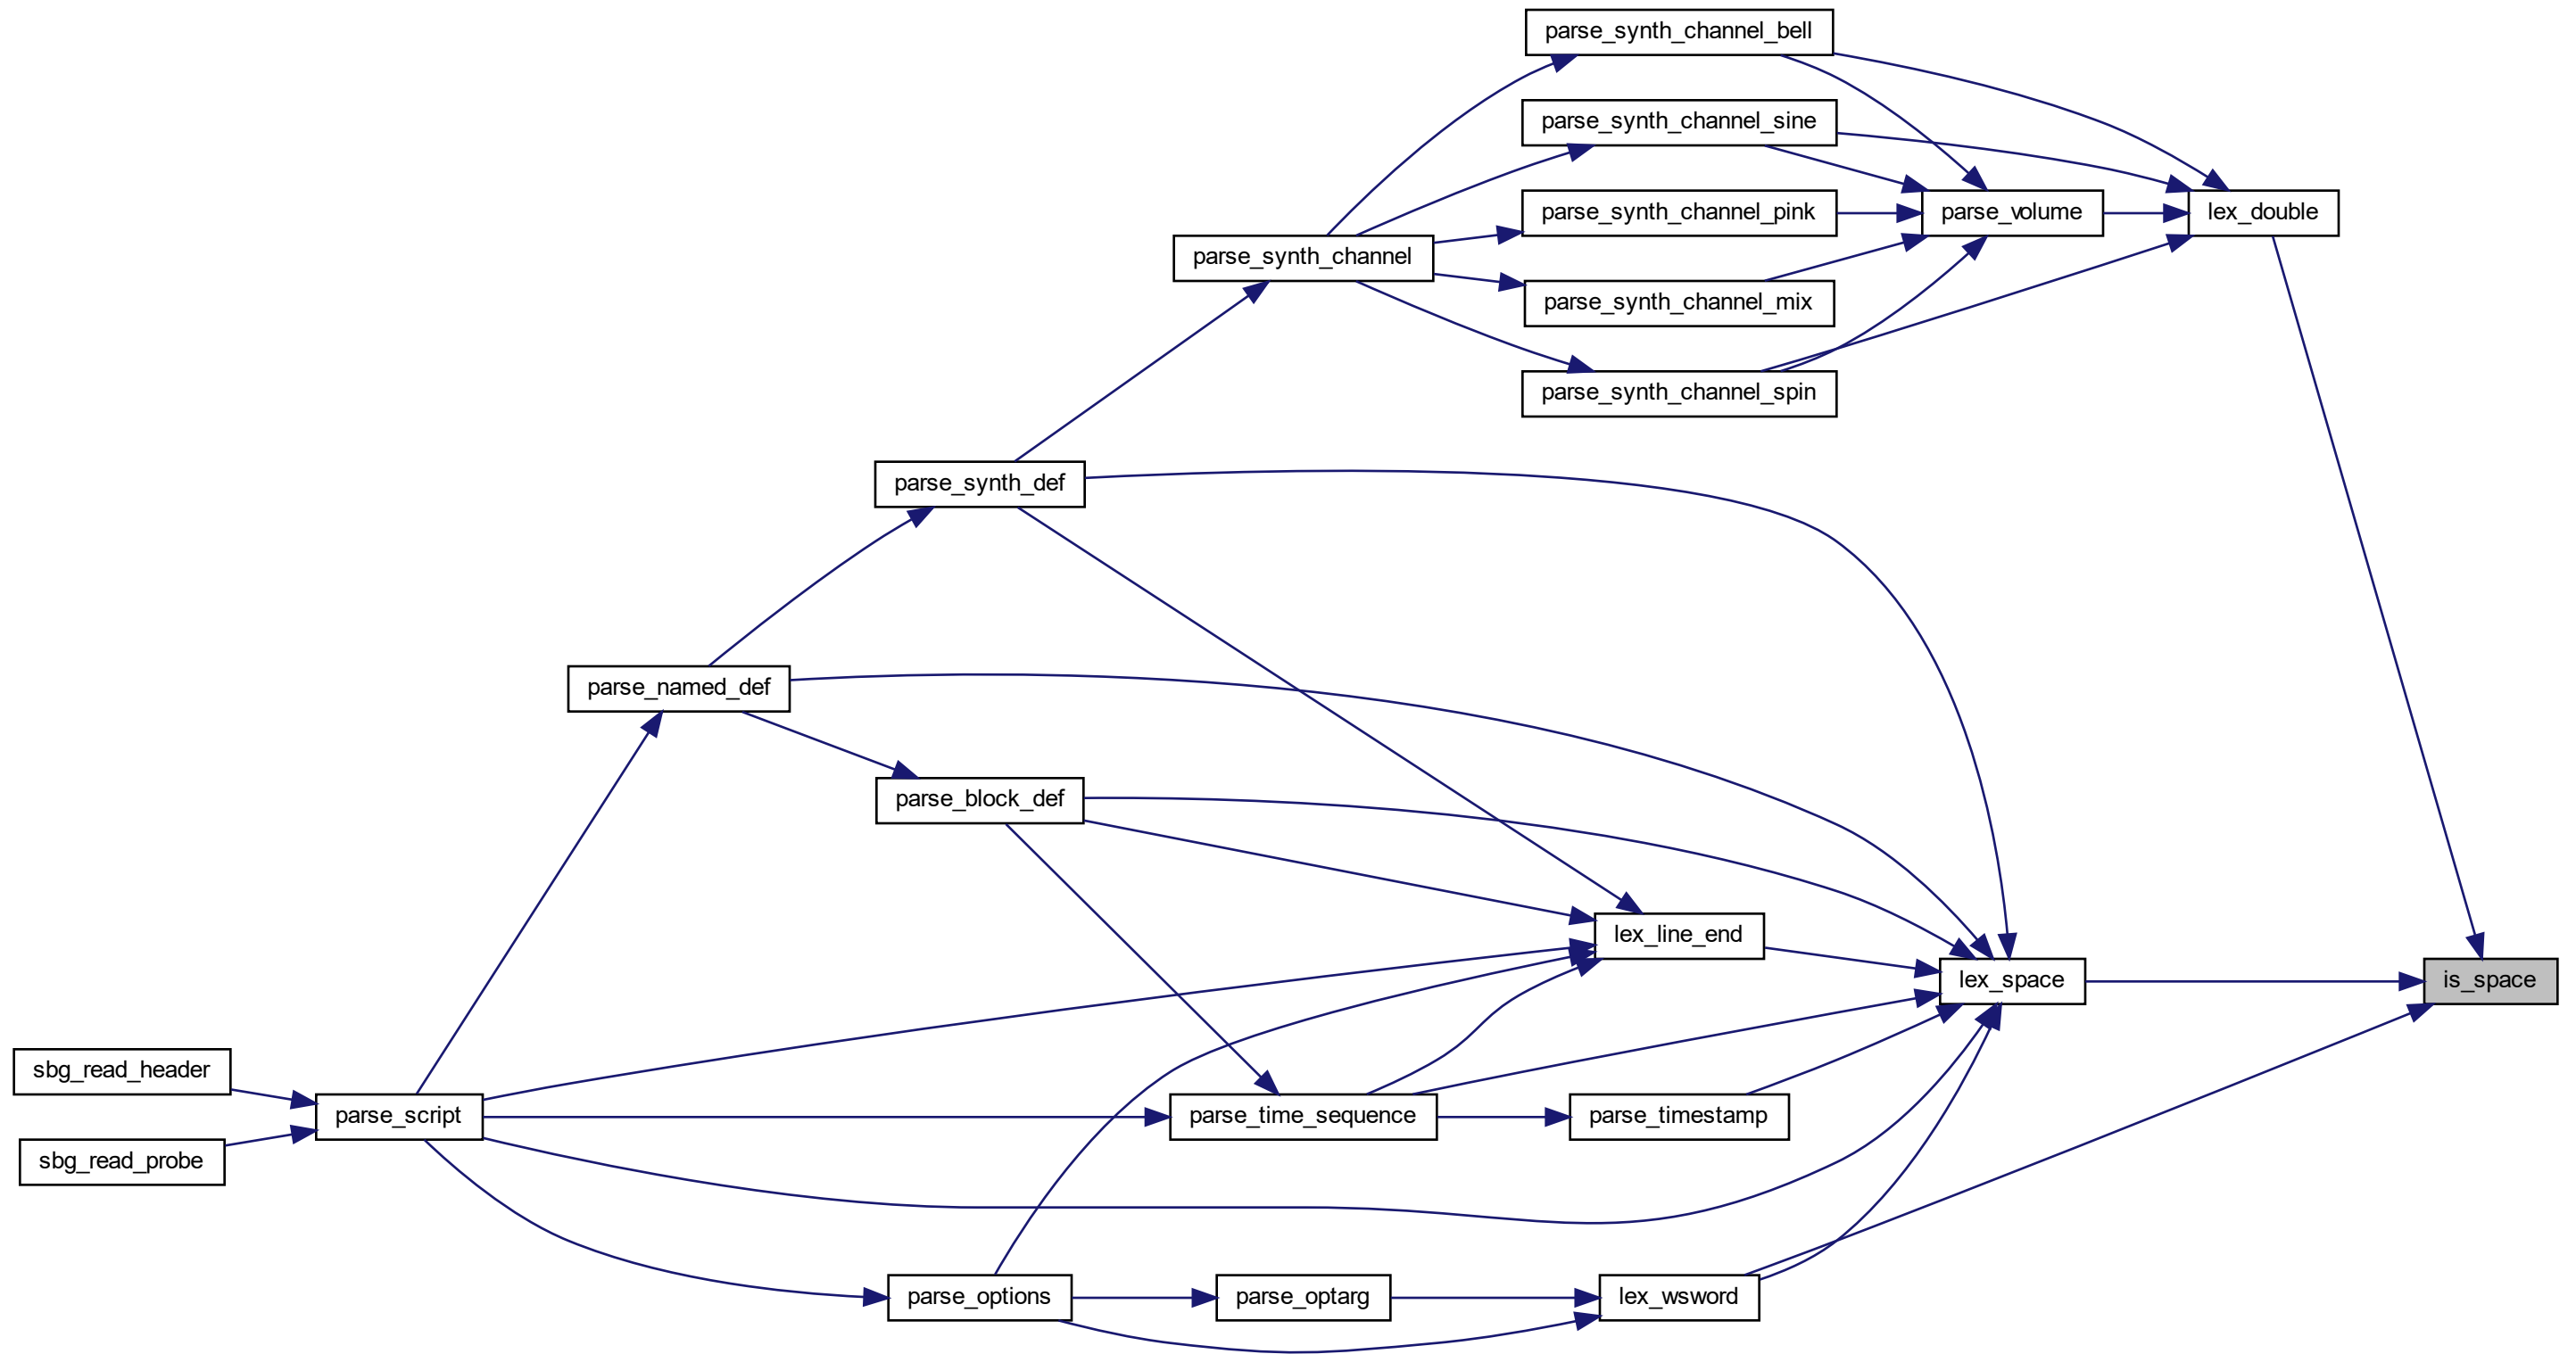 parse_synth_channel_bell
parse_synth_channel_sine
parse_synth_channel_pink
parse_volume
lex_double
parse_synth_channel
parse_synth_channel_mix
parse_synth_channel_spin
parse_synth_def
parse_named_def
parse_block_def
lex_line_end
lex_space
is_space
sbg_read_header
parse_script
parse_time_sequence
parse_timestamp
sbg_read_probe
parse_options
parse_optarg
lex_wsword